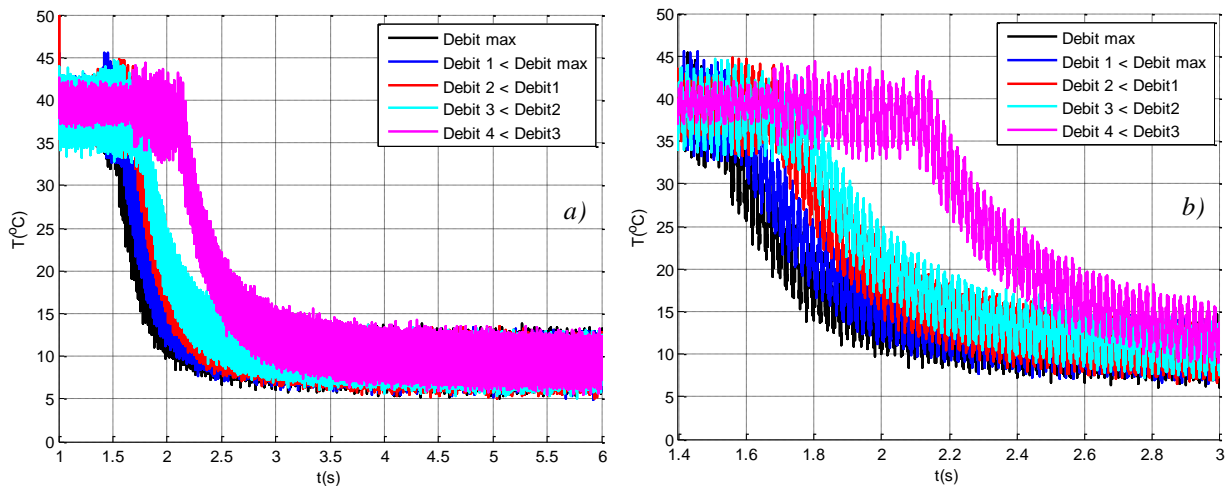 50
45
40
35
30
25
20
15
10
5
0
T(ºC)
1 1.5 2 2.5 3 3.5 4 4.5 5 5.5 6
t(s)
Debit max
Debit 1 < Debit max
Debit 2 < Debit1
Debit 3 < Debit2
Debit 4 < Debit3
a)
50
45
40
35
30
25
20
15
10
5
0
T(ºC)
1.4 1.6 1.8 2 2.2 2.4 2.6 2.8 3
t(s)
Debit max
Debit 1 < Debit max
Debit 2 < Debit1
Debit 3 < Debit2
Debit 4 < Debit3
b)